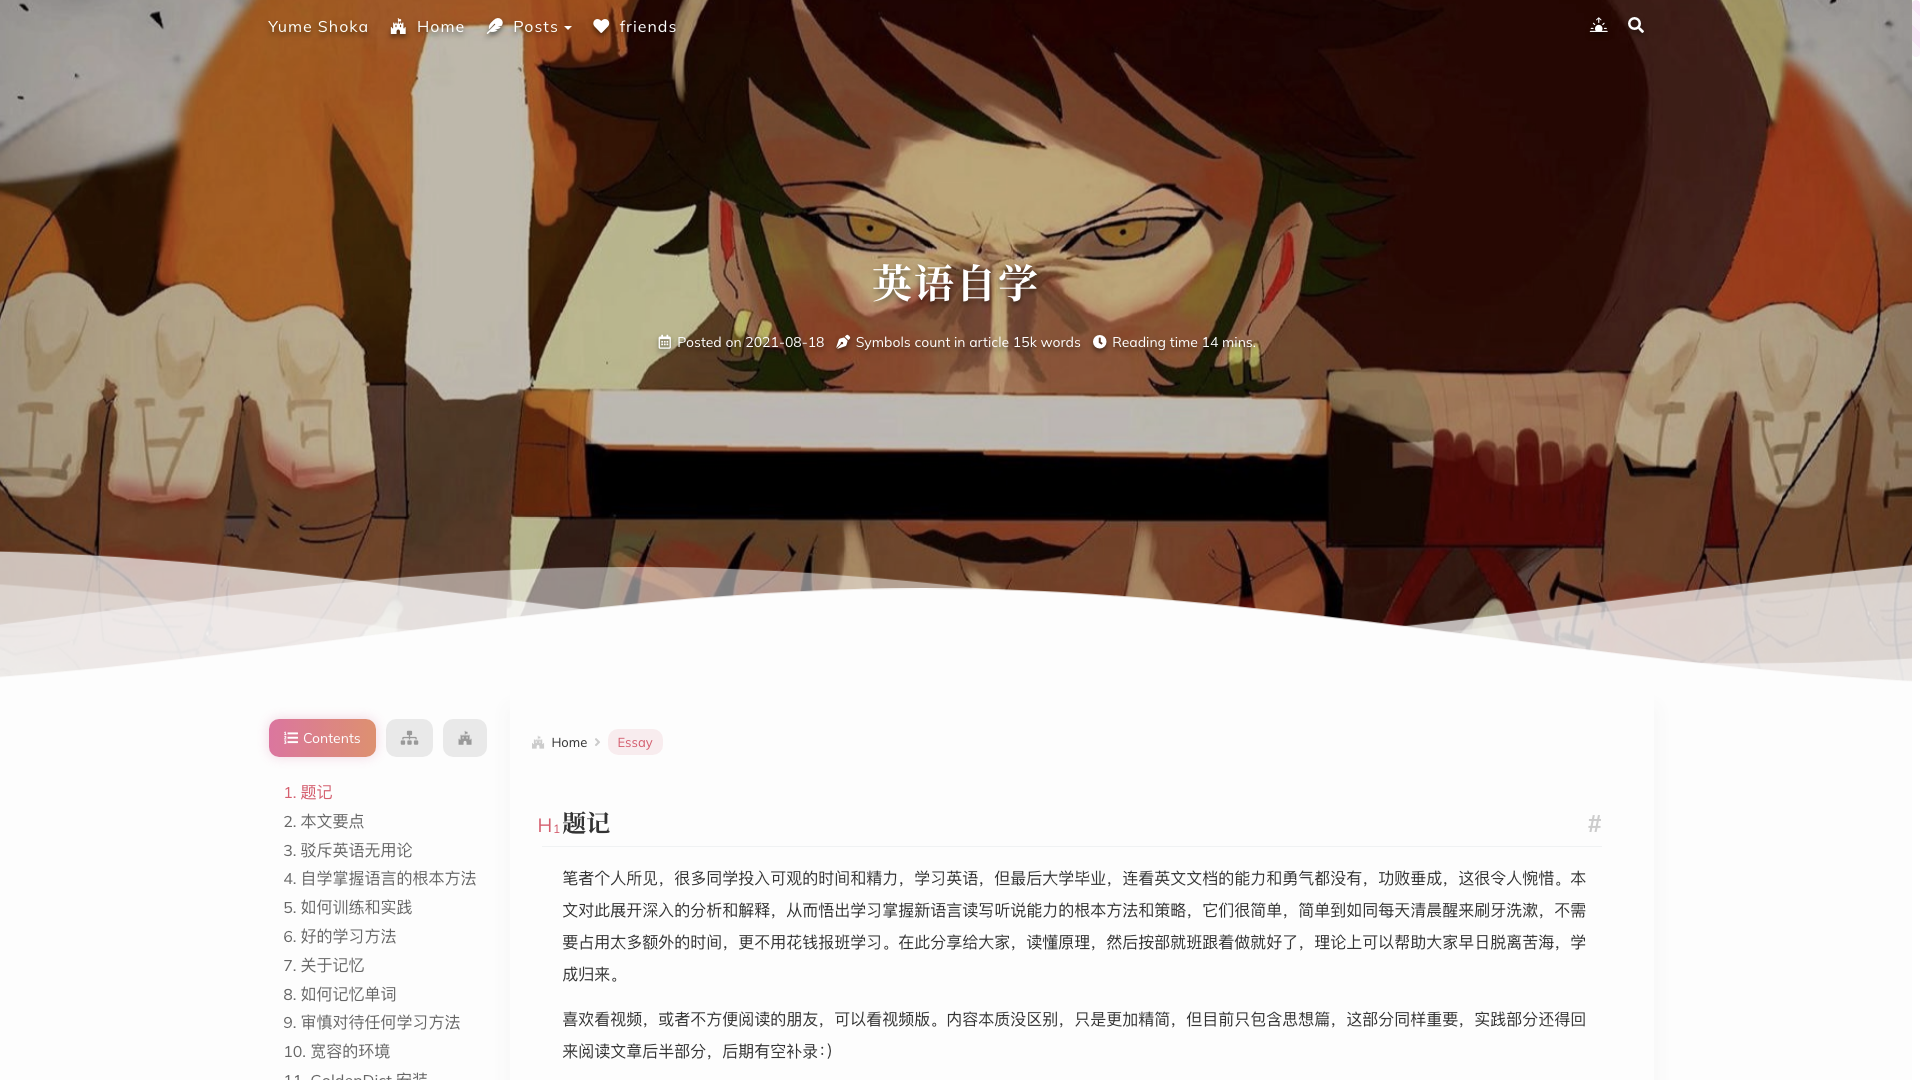 Yume Shoka Home Posts friends
英语自学
Posted on 2021-08-18 Symbols count in article 15k words Reading time 14 mins.
Contents
1. 题记
2. 本文要点
3. 驳斥英语无用论
4. 自学掌握语言的根本方法
5. 如何训练和实践
6. 好的学习方法
7. 关于记忆
8. 如何记忆单词
9. 审慎对待任何学习方法
10. 宽容的环境
11. GoldenDict 安装
Home Essay
H1 题记 #
笔者个人所见，很多同学投入可观的时间和精力，学习英语，但最后大学毕业，连看英文文档的能力和勇气都没有，功败垂成，这很令人惋惜。本
文对此展开深入的分析和解释，从而悟出学习掌握新语言读写听说能力的根本方法和策略，它们很简单，简单到如同每天清晨醒来刷牙洗漱，不需
要占用太多额外的时间，更不用花钱报班学习。在此分享给大家，读懂原理，然后按部就班跟着做就好了，理论上可以帮助大家早日脱离苦海，学
成归来。
喜欢看视频，或者不方便阅读的朋友，可以看视频版。内容本质没区别，只是更加精简，但目前只包含思想篇，这部分同样重要，实践部分还得回
来阅读文章后半部分，后期有空补录：）